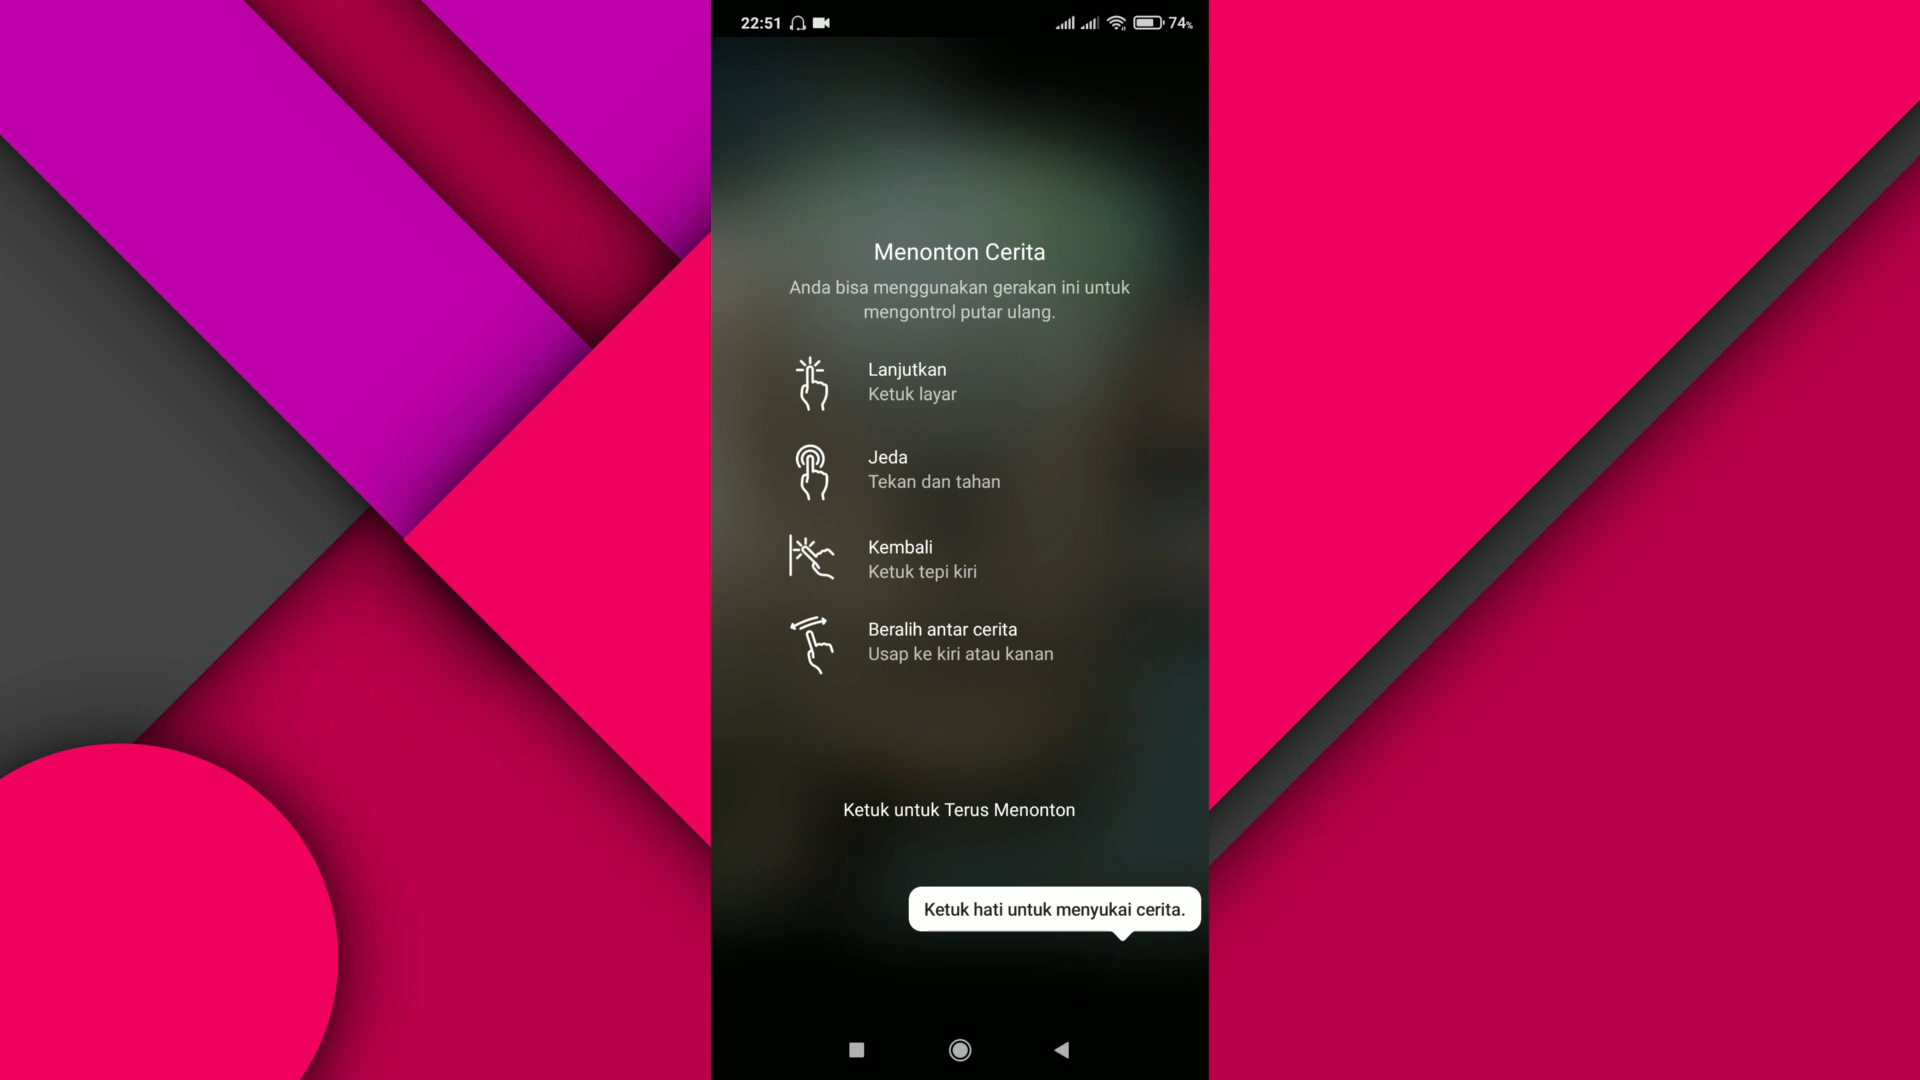 22:51 74%
Menonton Cerita
Anda bisa menggunakan gerakan ini untuk
mengontrol putar ulang.
Lanjutkan
Ketuk layar
Jeda
Tekan dan tahan
Kembali
Ketuk tepi kiri
Beralih antar cerita
Usap ke kiri atau kanan
Ketuk untuk Terus Menonton
Ketuk hati untuk menyukai cerita.